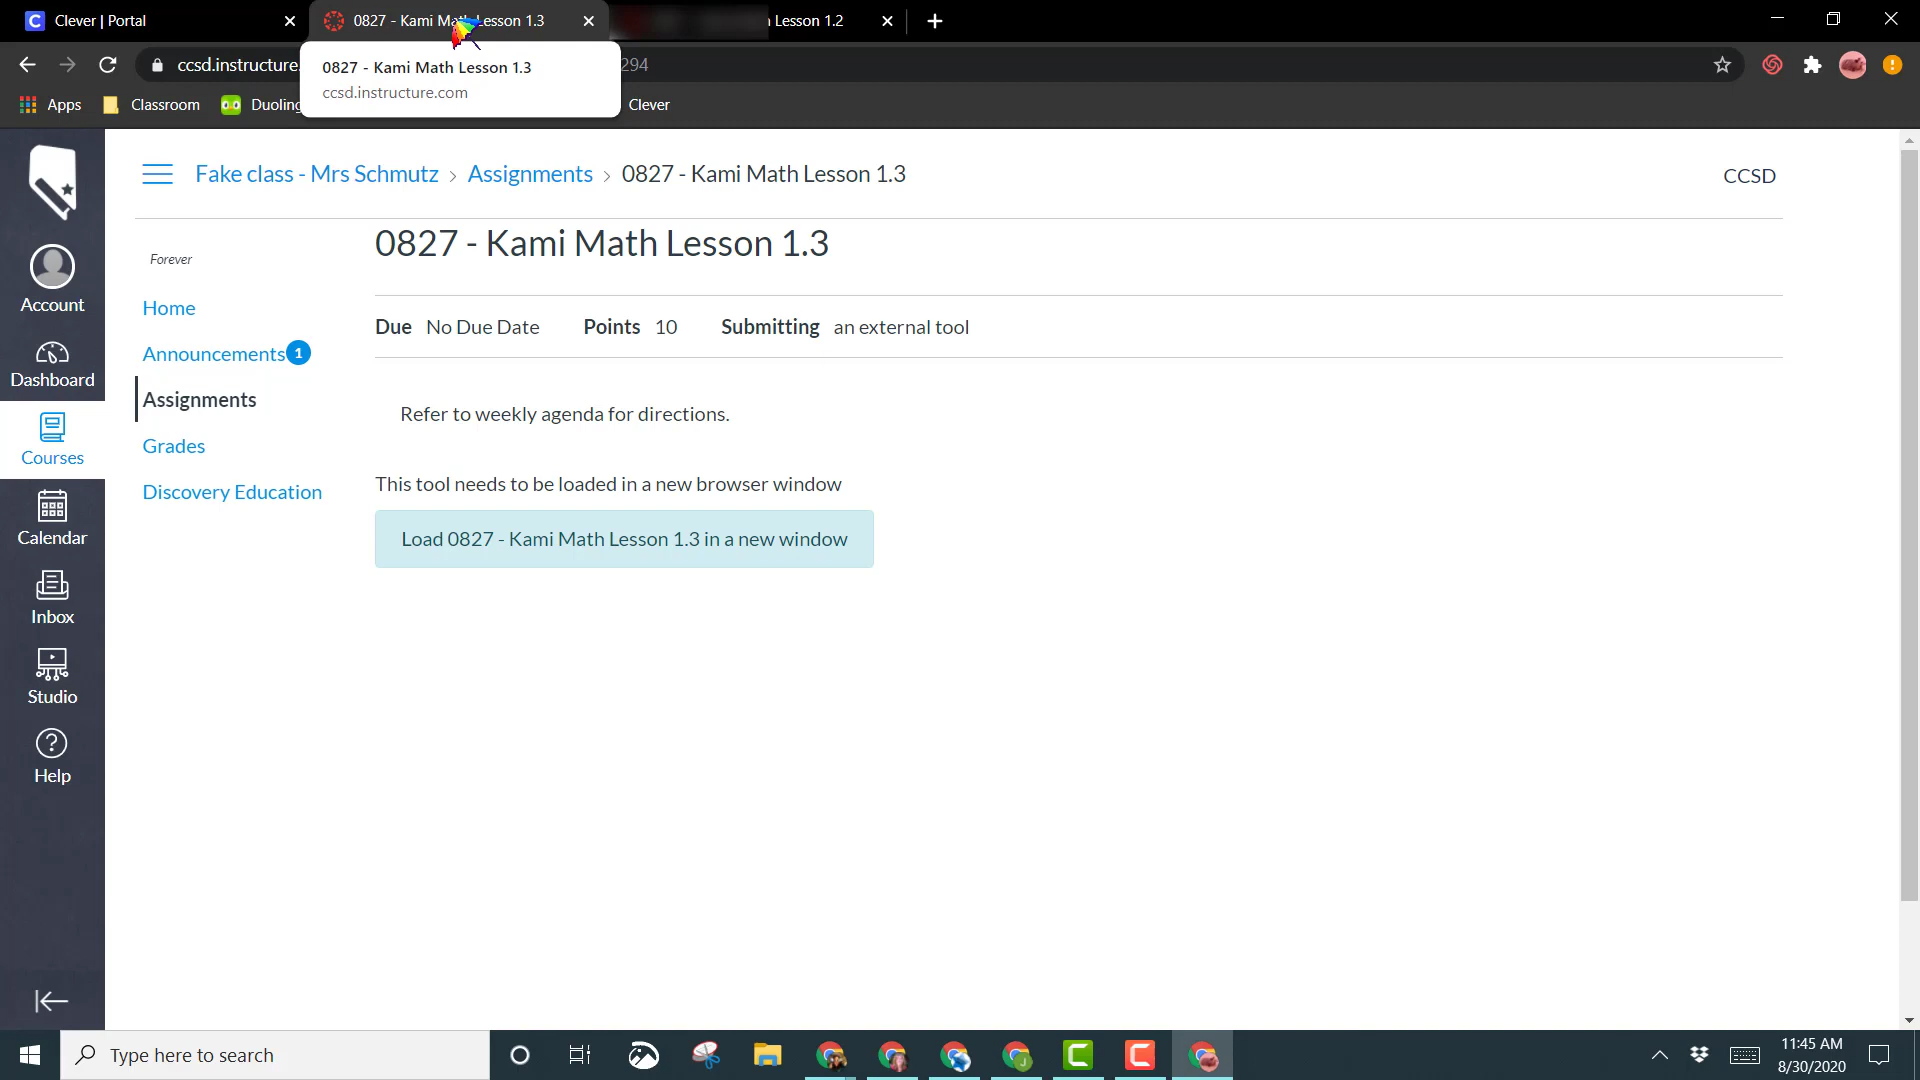 Clever | Portal
0827 - Kami Math Lesson 1.3
Lesson 1.2
ccsd.instructure.
294
0827 - Kami Math Lesson 1.3
ccsd.instructure.com
Apps
Classroom
Duoling
Clever
Fake class - Mrs Schmutz > Assignments > 0827 - Kami Math Lesson 1.3
CCSD
0827 - Kami Math Lesson 1.3
Forever
Due No Due Date Points 10 Submitting an external tool
Home
Announcements 1
Assignments
Grades
Discovery Education
Refer to weekly agenda for directions.
This tool needs to be loaded in a new browser window
Load 0827 - Kami Math Lesson 1.3 in a new window
Account
Dashboard
Courses
Calendar
Inbox
Studio
Help
Type here to search
11:45 AM
8/30/2020